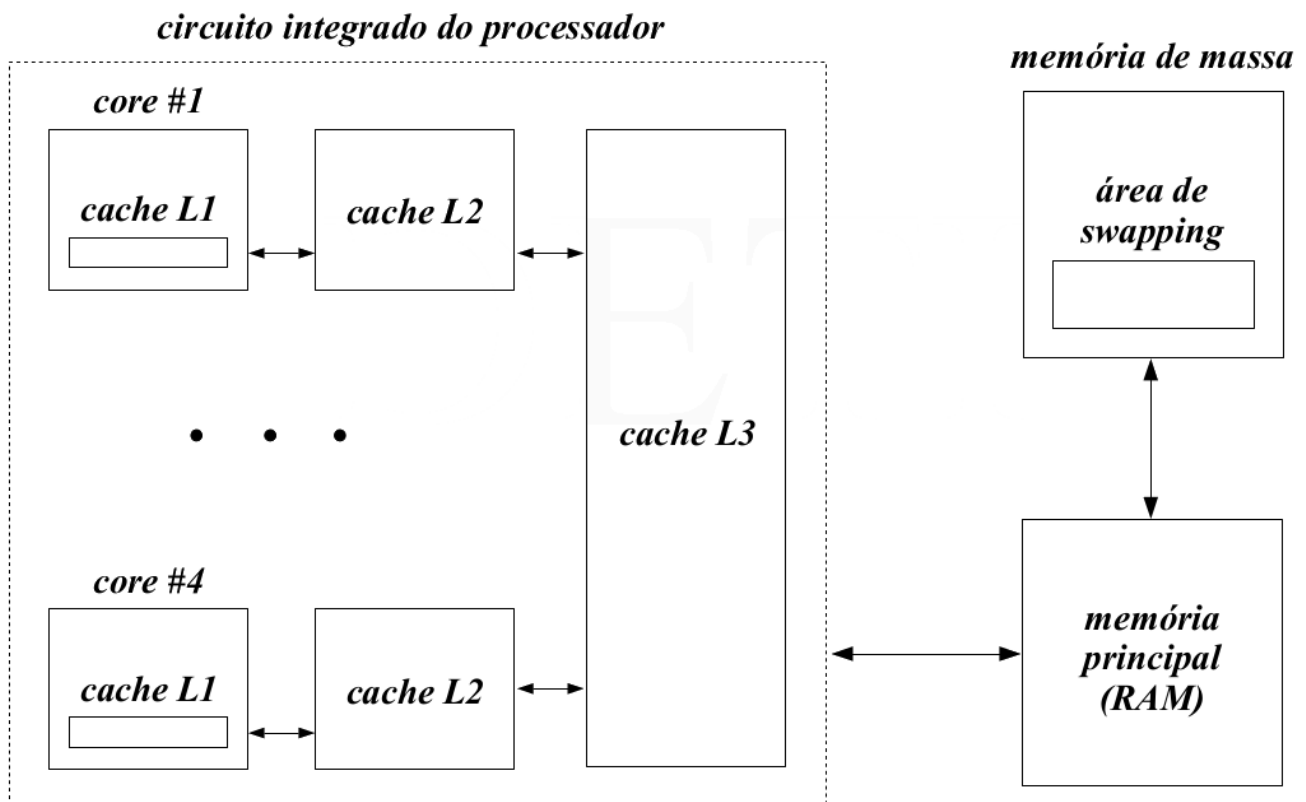 circuito integrado do processador
memória de massa
core #1
cache L1
cache L2
área de
swapping
cache L3
core #4
cache L1
cache L2
memória
principal
(RAM)